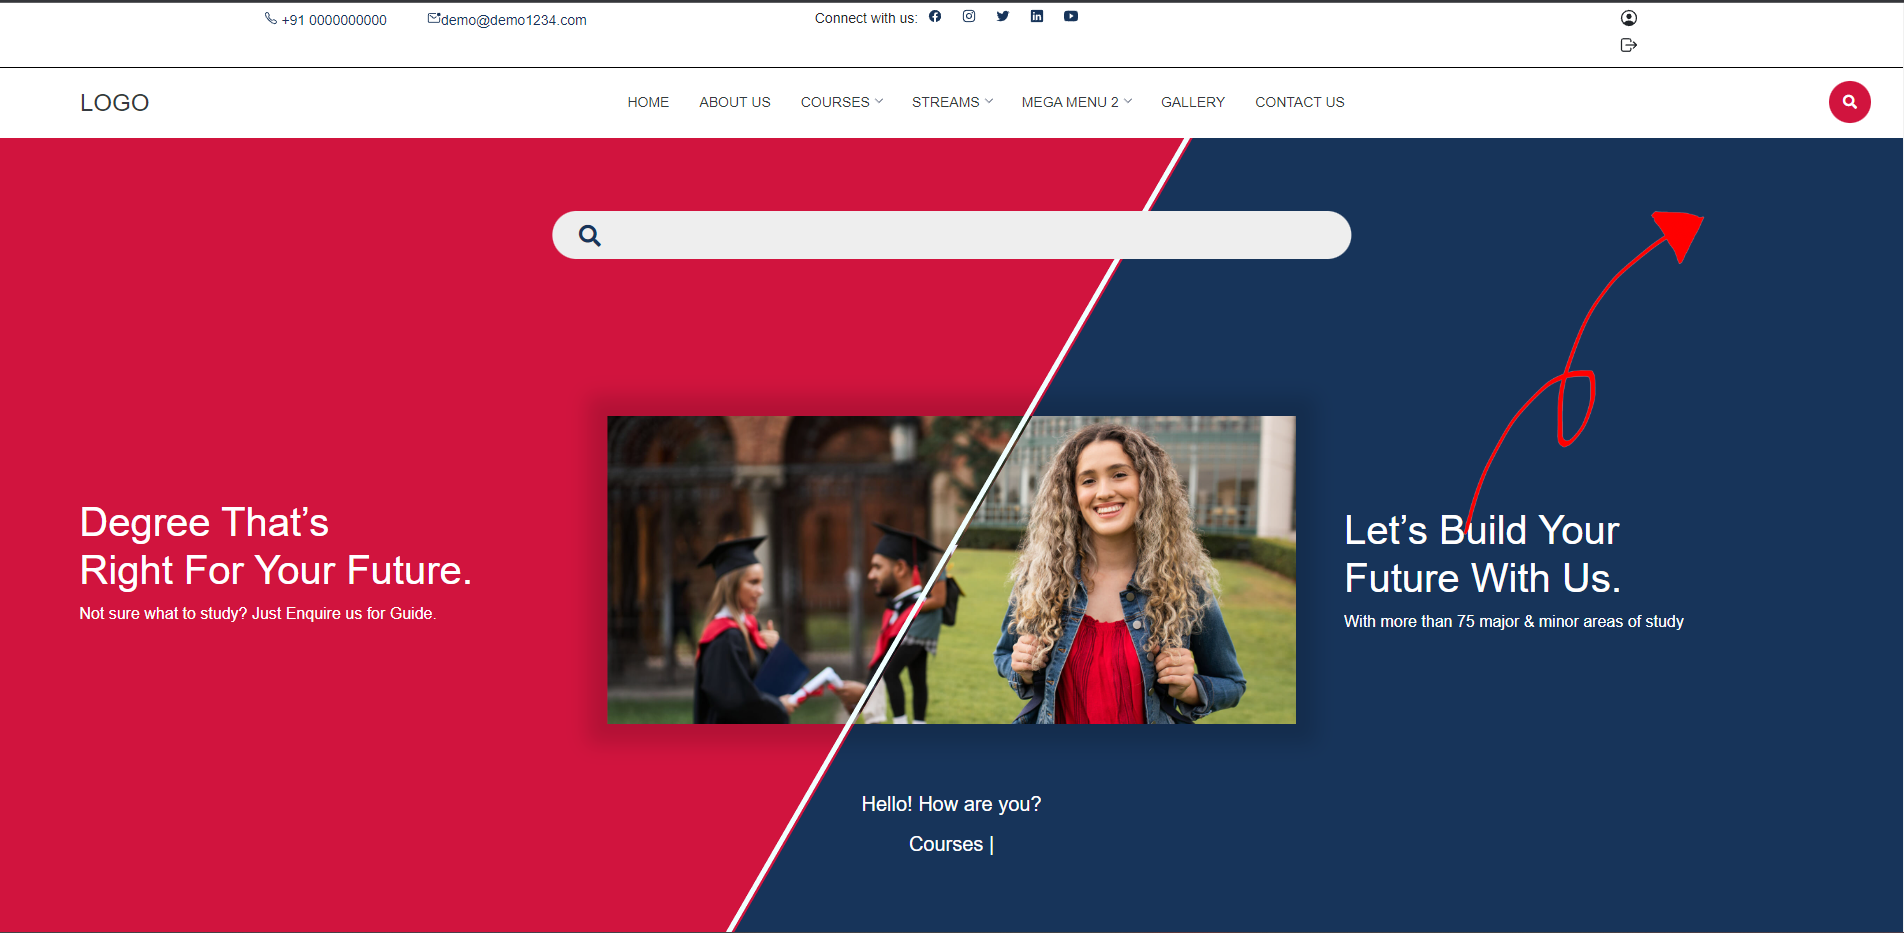 +91 0000000000
demo@demo1234.com
Connect with us:
LOGO
HOME
ABOUT US
COURSES
STREAMS
MEGA MENU 2
GALLERY
CONTACT US
Degree That’s
Right For Your Future.
Not sure what to study? Just Enquire us for Guide.
Let’s Build Your
Future With Us.
With more than 75 major & minor areas of study
Hello! How are you?
Courses |